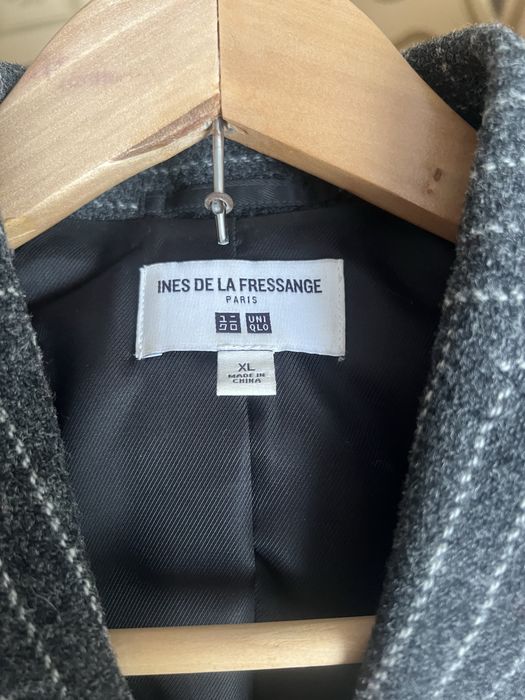 INES DE LA FRESSANGE
PARIS
ユニ UNI
クロ QLO
XL
MADE IN
CHINA